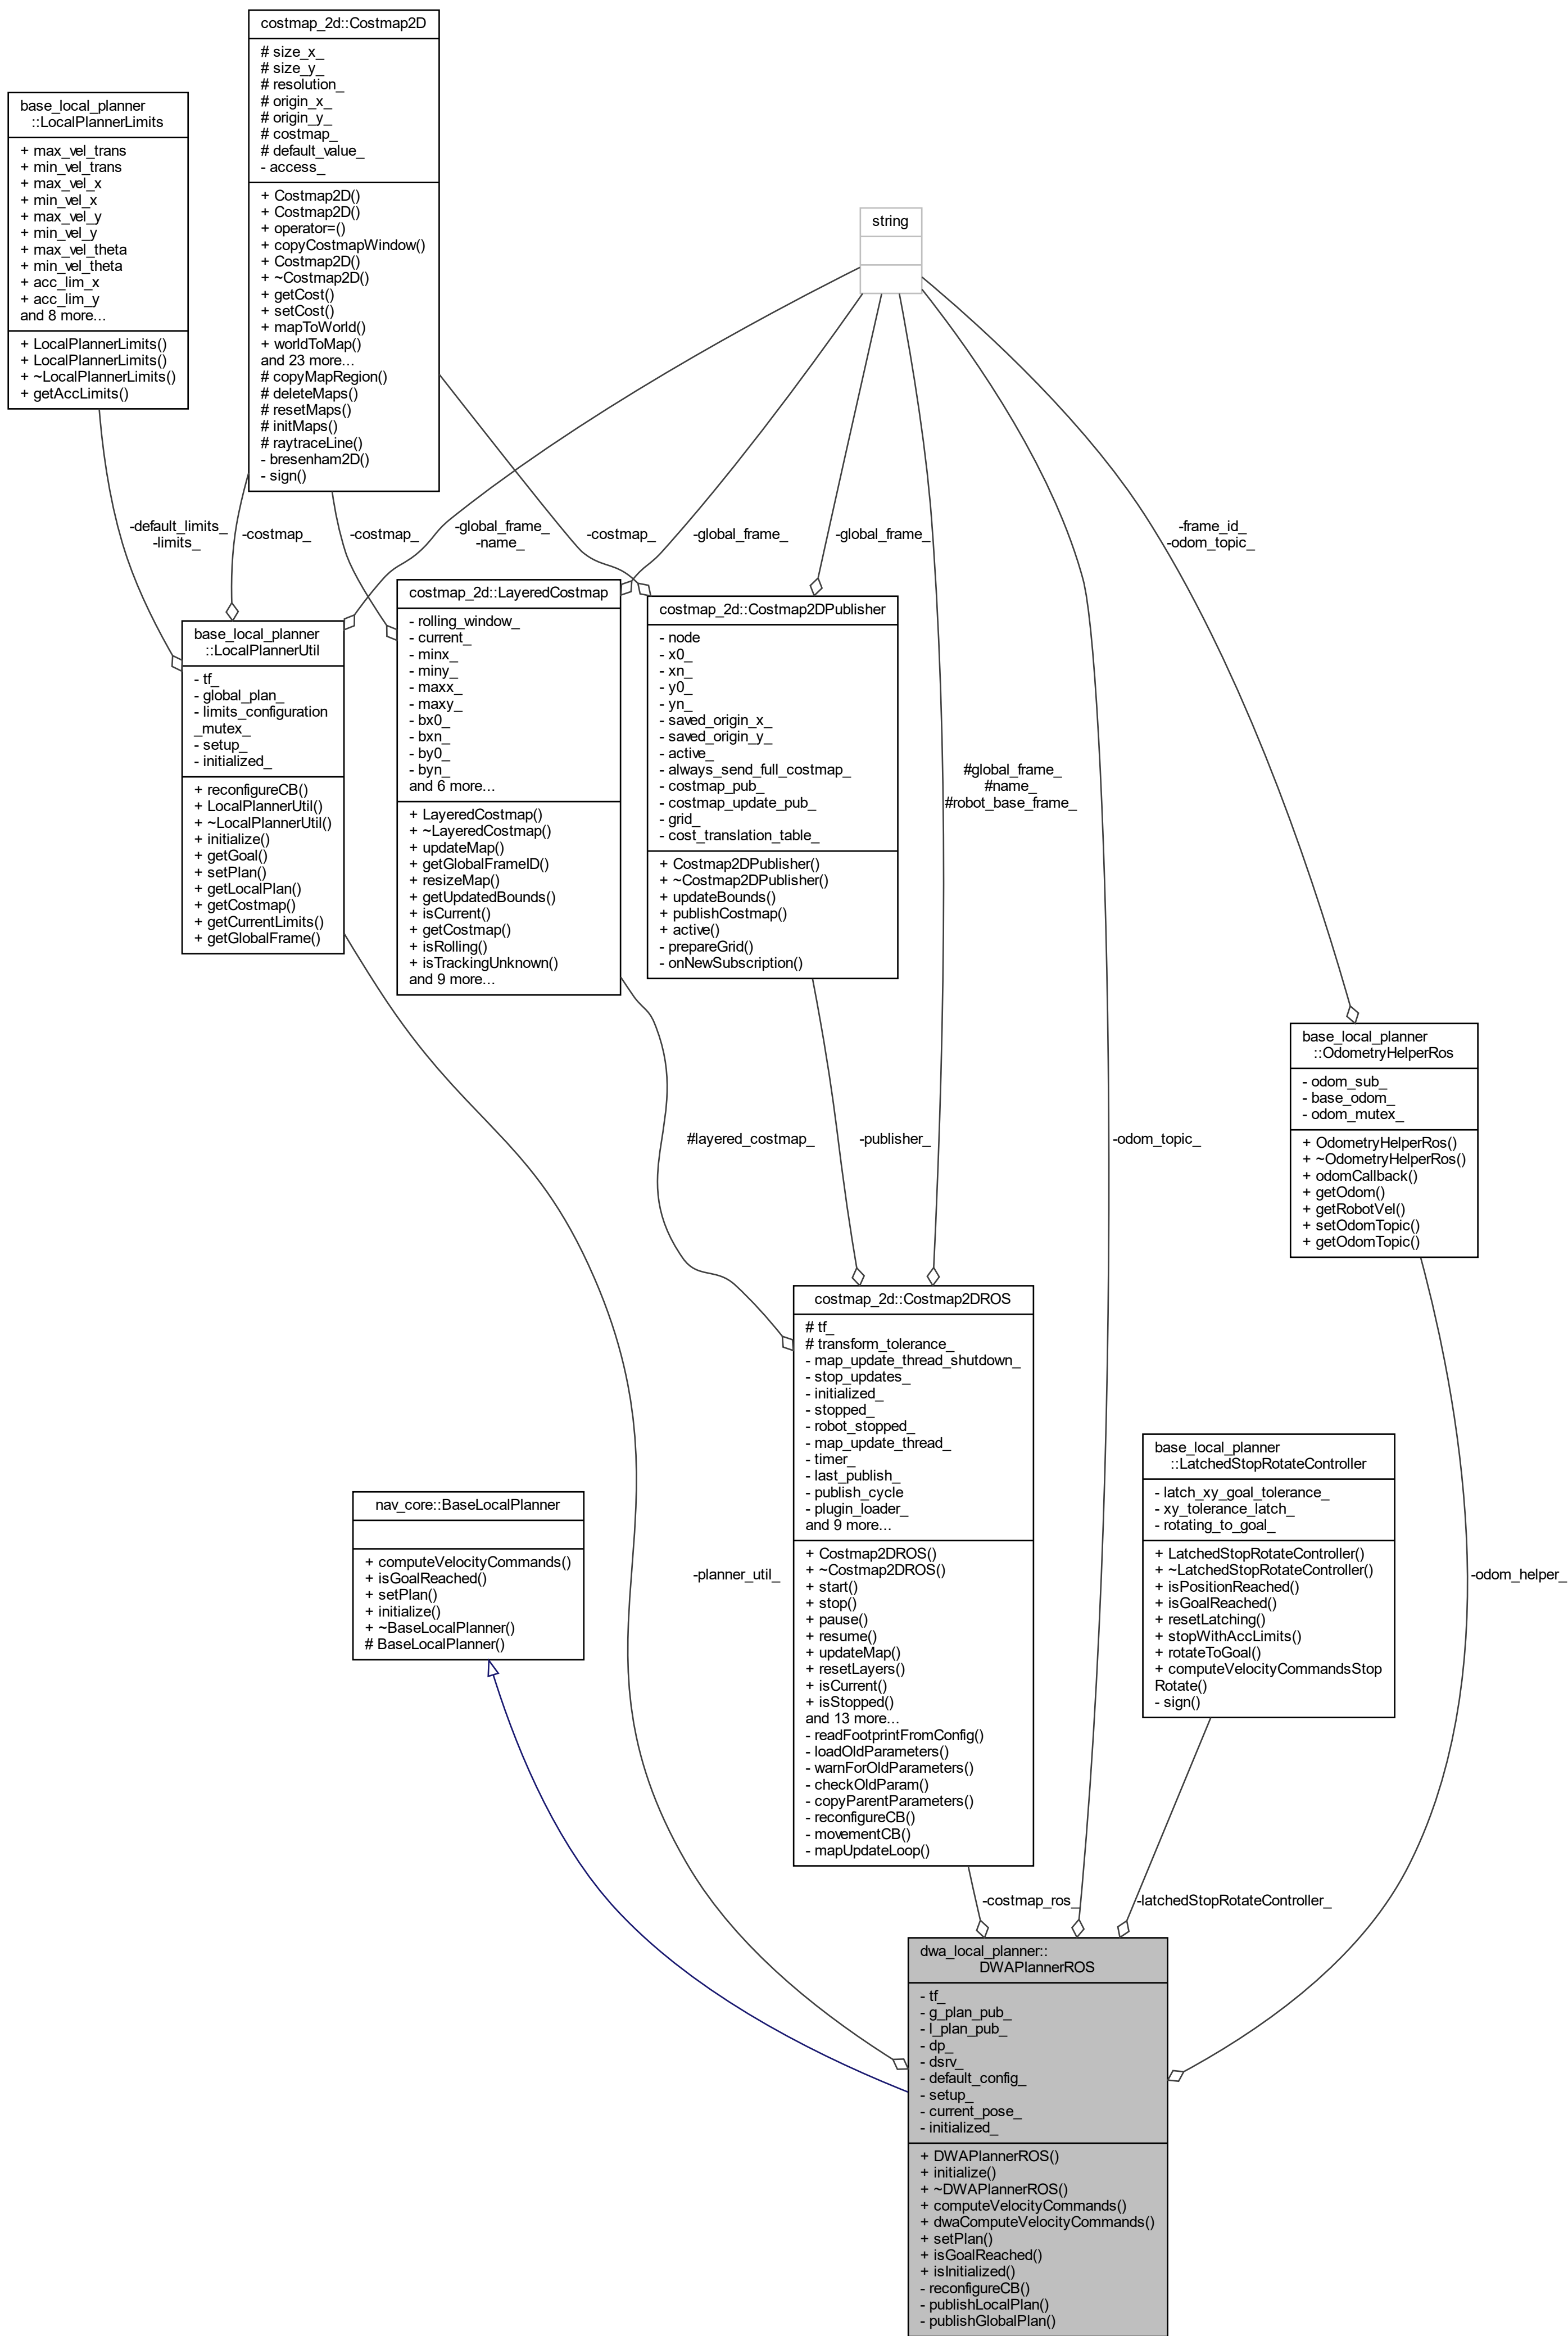 costmap_2d::Costmap2D
# size_x_
# size_y_
# resolution_
# origin_x_
# origin_y_
# costmap_
# default_value_
- access_
+ Costmap2D()
+ Costmap2D()
+ operator=()
+ copyCostmapWindow()
+ Costmap2D()
+ ~Costmap2D()
+ getCost()
+ setCost()
+ mapToWorld()
+ worldToMap()
and 23 more...
# copyMapRegion()
# deleteMaps()
# resetMaps()
# initMaps()
# raytraceLine()
- bresenham2D()
- sign()
base_local_planner
::LocalPlannerLimits
+ max_vel_trans
+ min_vel_trans
+ max_vel_x
+ min_vel_x
+ max_vel_y
+ min_vel_y
+ max_vel_theta
+ min_vel_theta
+ acc_lim_x
+ acc_lim_y
and 8 more...
+ LocalPlannerLimits()
+ LocalPlannerLimits()
+ ~LocalPlannerLimits()
+ getAccLimits()
string
-default_limits_
-limits_
-costmap_
-costmap_
-global_frame_
-name_
-costmap_
-global_frame_
-global_frame_
-frame_id_
-odom_topic_
base_local_planner
::LocalPlannerUtil
- tf_
- global_plan_
- limits_configuration
_mutex_
- setup_
- initialized_
+ reconfigureCB()
+ LocalPlannerUtil()
+ ~LocalPlannerUtil()
+ initialize()
+ getGoal()
+ setPlan()
+ getLocalPlan()
+ getCostmap()
+ getCurrentLimits()
+ getGlobalFrame()
costmap_2d::LayeredCostmap
- rolling_window_
- current_
- minx_
- miny_
- maxx_
- maxy_
- bx0_
- bxn_
- by0_
- byn_
and 6 more...
+ LayeredCostmap()
+ ~LayeredCostmap()
+ updateMap()
+ getGlobalFrameID()
+ resizeMap()
+ getUpdatedBounds()
+ isCurrent()
+ getCostmap()
+ isRolling()
+ isTrackingUnknown()
and 9 more...
costmap_2d::Costmap2DPublisher
- node
- x0_
- xn_
- y0_
- yn_
- saved_origin_x_
- saved_origin_y_
- active_
- always_send_full_costmap_
- costmap_pub_
- costmap_update_pub_
- grid_
- cost_translation_table_
+ Costmap2DPublisher()
+ ~Costmap2DPublisher()
+ updateBounds()
+ publishCostmap()
+ active()
- prepareGrid()
- onNewSubscription()
#global_frame_
#name_
#robot_base_frame_
base_local_planner
::OdometryHelperRos
- odom_sub_
- base_odom_
- odom_mutex_
+ OdometryHelperRos()
+ ~OdometryHelperRos()
+ odomCallback()
+ getOdom()
+ getRobotVel()
+ setOdomTopic()
+ getOdomTopic()
#layered_costmap_
-publisher_
-odom_topic_
costmap_2d::Costmap2DROS
# tf_
# transform_tolerance_
- map_update_thread_shutdown_
- stop_updates_
- initialized_
- stopped_
- robot_stopped_
- map_update_thread_
- timer_
- last_publish_
- publish_cycle
- plugin_loader_
and 9 more...
+ Costmap2DROS()
+ ~Costmap2DROS()
+ start()
+ stop()
+ pause()
+ resume()
+ updateMap()
+ resetLayers()
+ isCurrent()
+ isStopped()
and 13 more...
- readFootprintFromConfig()
- loadOldParameters()
- warnForOldParameters()
- checkOldParam()
- copyParentParameters()
- reconfigureCB()
- movementCB()
- mapUpdateLoop()
base_local_planner
::LatchedStopRotateController
- latch_xy_goal_tolerance_
- xy_tolerance_latch_
- rotating_to_goal_
+ LatchedStopRotateController()
+ ~LatchedStopRotateController()
+ isPositionReached()
+ isGoalReached()
+ resetLatching()
+ stopWithAccLimits()
+ rotateToGoal()
+ computeVelocityCommandsStop
Rotate()
- sign()
nav_core::BaseLocalPlanner
+ computeVelocityCommands()
+ isGoalReached()
+ setPlan()
+ initialize()
+ ~BaseLocalPlanner()
# BaseLocalPlanner()
-planner_util_
-odom_helper_
-costmap_ros_
-latchedStopRotateController_
dwa_local_planner::
DWAPlannerROS
- tf_
- g_plan_pub_
- l_plan_pub_
- dp_
- dsrv_
- default_config_
- setup_
- current_pose_
- initialized_
+ DWAPlannerROS()
+ initialize()
+ ~DWAPlannerROS()
+ computeVelocityCommands()
+ dwaComputeVelocityCommands()
+ setPlan()
+ isGoalReached()
+ isInitialized()
- reconfigureCB()
- publishLocalPlan()
- publishGlobalPlan()